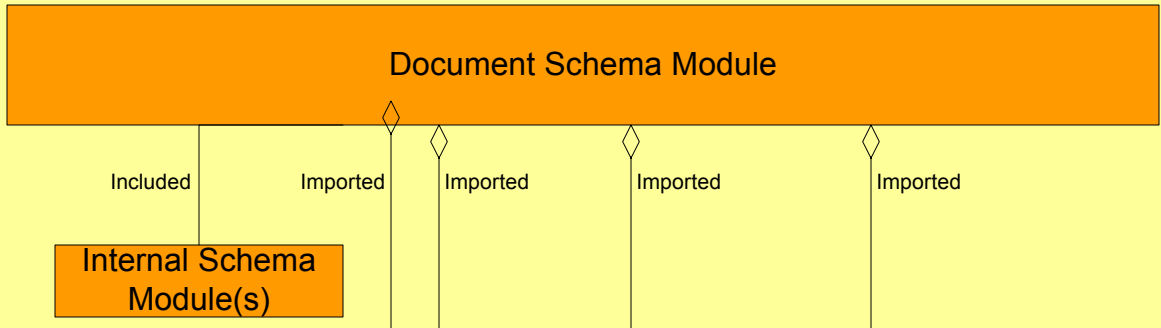 Document Schema Module
Included
Imported
Imported
Imported
Imported
Internal Schema
Module(s)